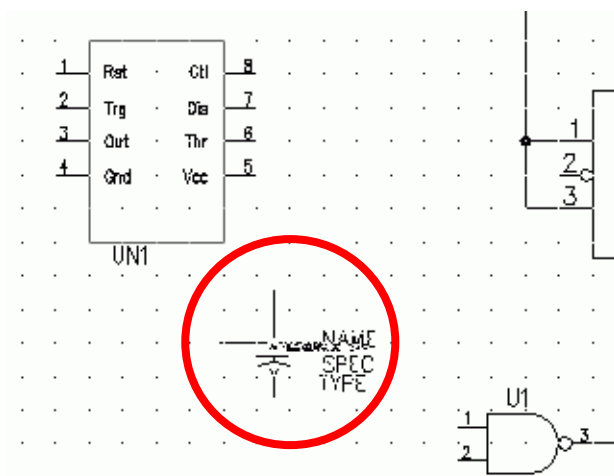 1 Rst Ctl 8
2 Trg Dis 7
3 Out Thr 6
4 Gnd Vcc 5
UN1
1
2
3
NAME
SPEC
TYPE
U1
1
2
3